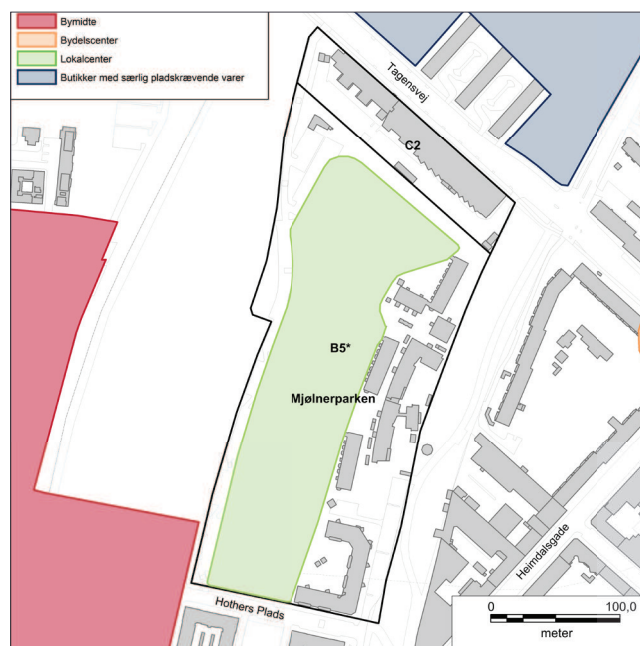 Bymidte
Bydelscenter
Lokalcenter
Butikker med særlig pladskrævende varer
Tagensvej
C2
B5*
Mjølnerparken
Heimdalsgade
Hothers Plads
0 100,0
meter